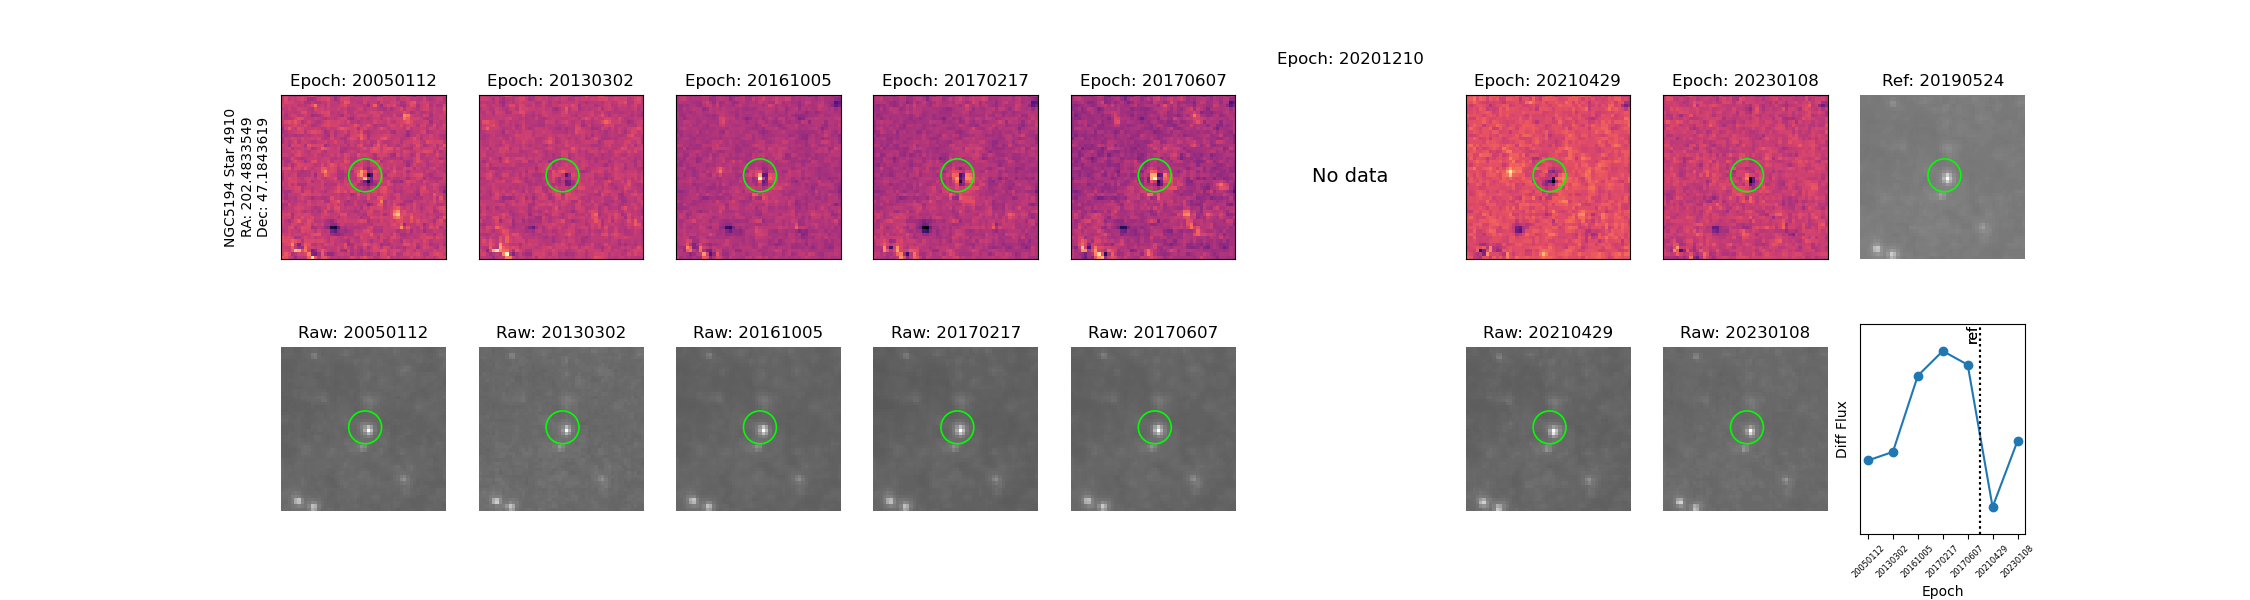 Epoch: 20201210
Epoch: 20050112
Epoch: 20130302
Epoch: 20161005
Epoch: 20170217
Epoch: 20170607
Epoch: 20210429
Epoch: 20230108
Ref: 20190524
NGC5194 Star 4910
RA: 202.4833549
Dec: 47.1843619
No data
Raw: 20050112
Raw: 20130302
Raw: 20161005
Raw: 20170217
Raw: 20170607
Raw: 20210429
Raw: 20230108
ref
Diff Flux
20050112
20130302
20161005
20170217
20170607
20210429
20230108
Epoch